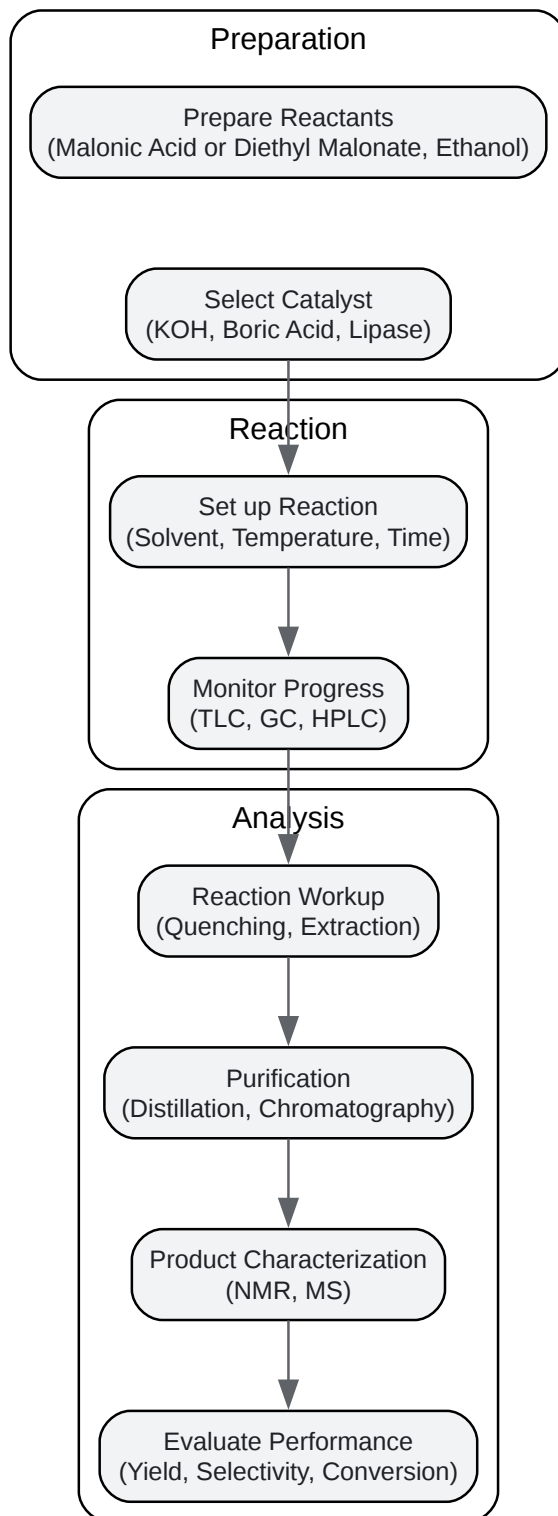 Preparation
Prepare Reactants
(Malonic Acid or Diethyl Malonate, Ethanol)
Select Catalyst
(KOH, Boric Acid, Lipase)
Reaction
Set up Reaction
(Solvent, Temperature, Time)
Monitor Progress
(TLC, GC, HPLC)
Analysis
Reaction Workup
(Quenching, Extraction)
Purification
(Distillation, Chromatography)
Product Characterization
(NMR, MS)
Evaluate Performance
(Yield, Selectivity, Conversion)